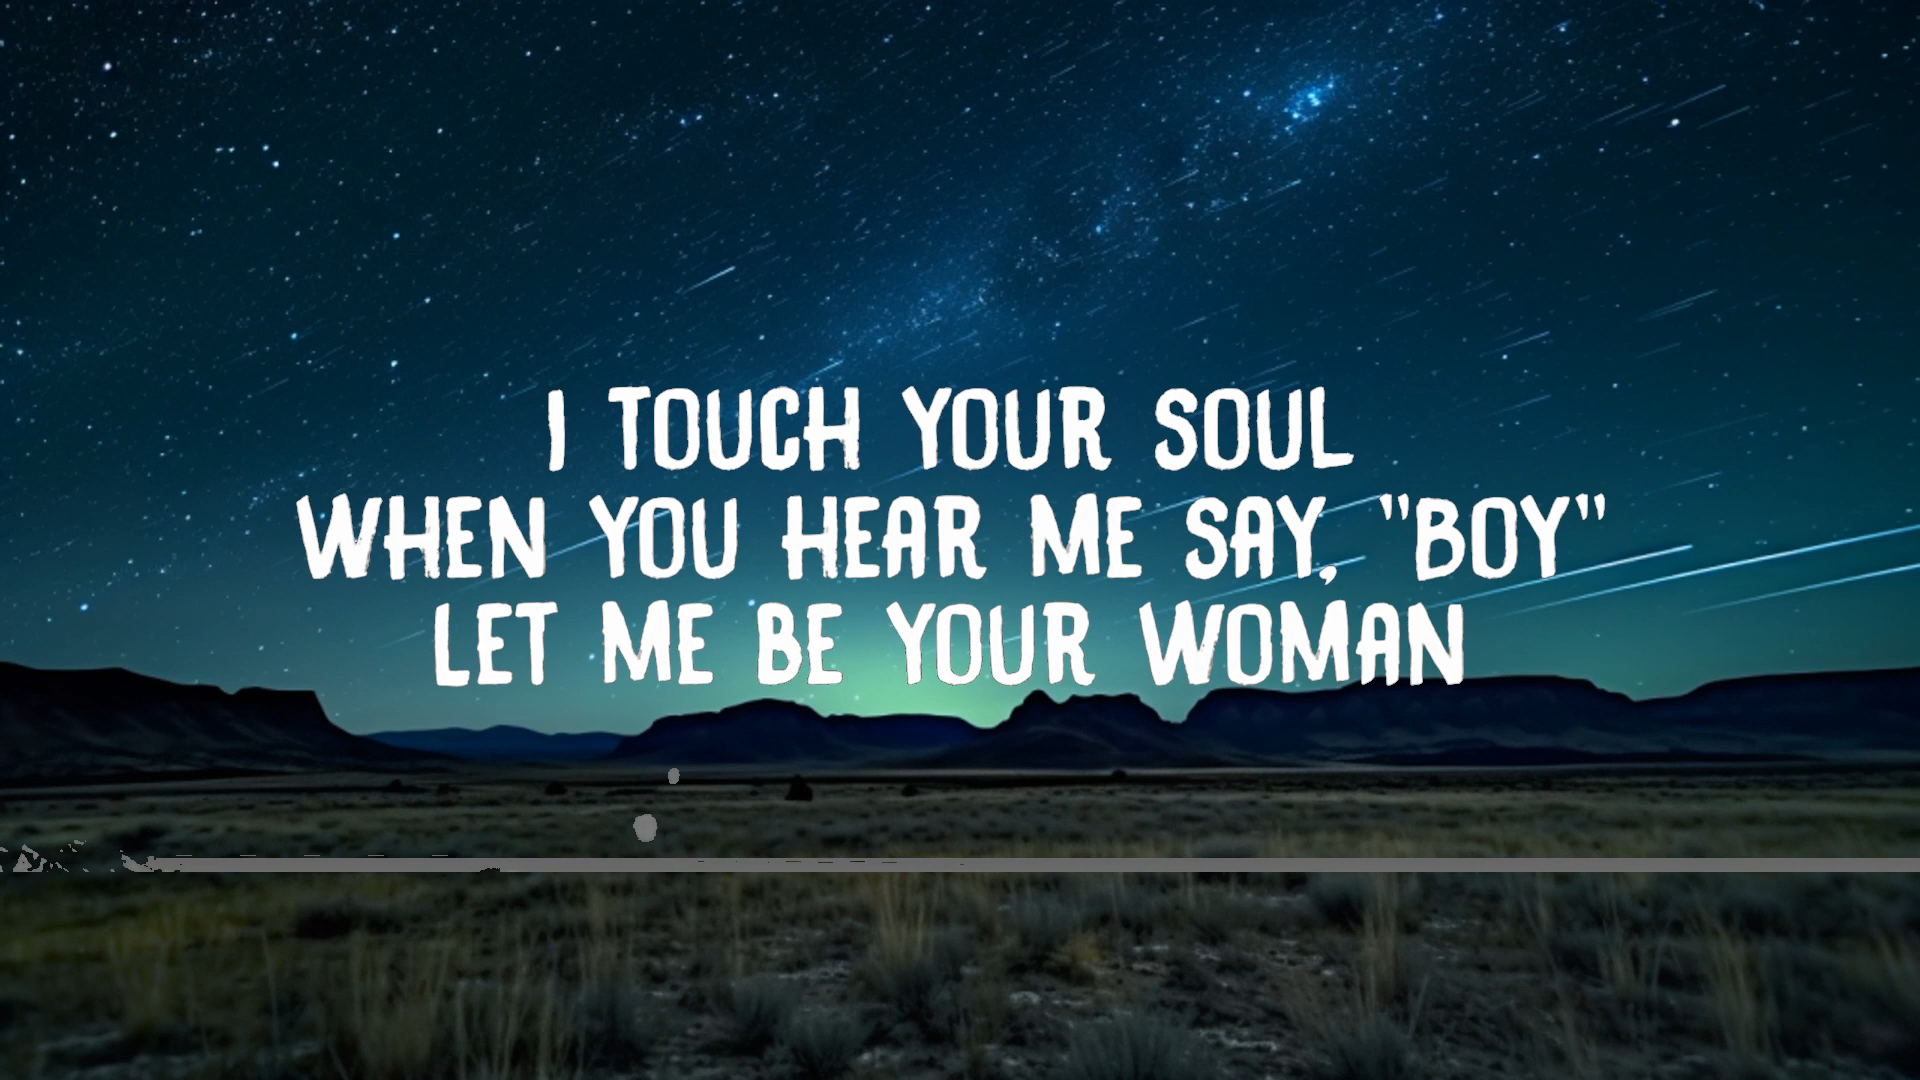 I TOUCH YOUR SOUL
WHEN YOU HEAR ME SAY, "BOY"
LET ME BE YOUR WOMAN